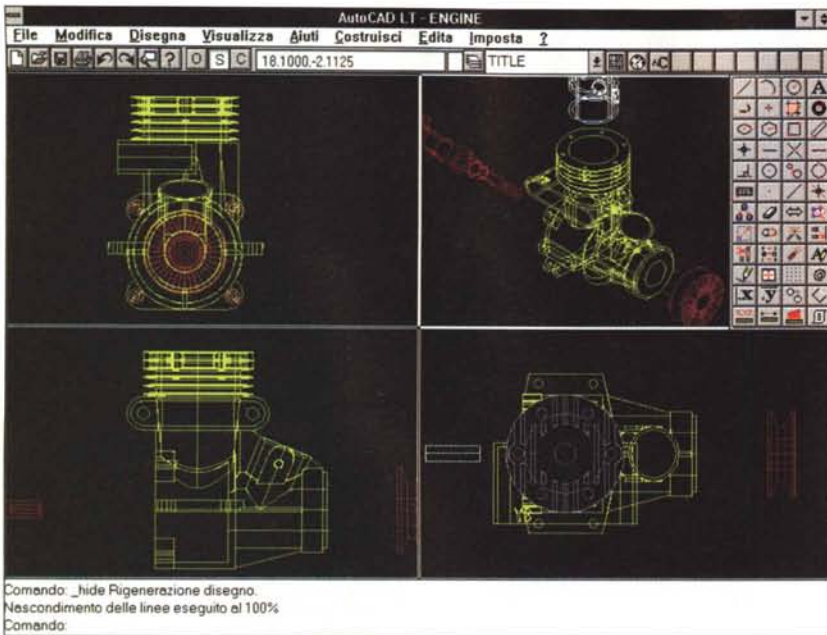 AutoCAD LT - ENGINE
File Modifica Disegna Visualizza Aiuti Costruisci Edita Imposta ?
? O S C 18.1000,-2.1125 TITLE
A
.x .y
Comando: _hide Rigenerazione disegno.
Nascondimento delle linee eseguito al 100%
Comando: